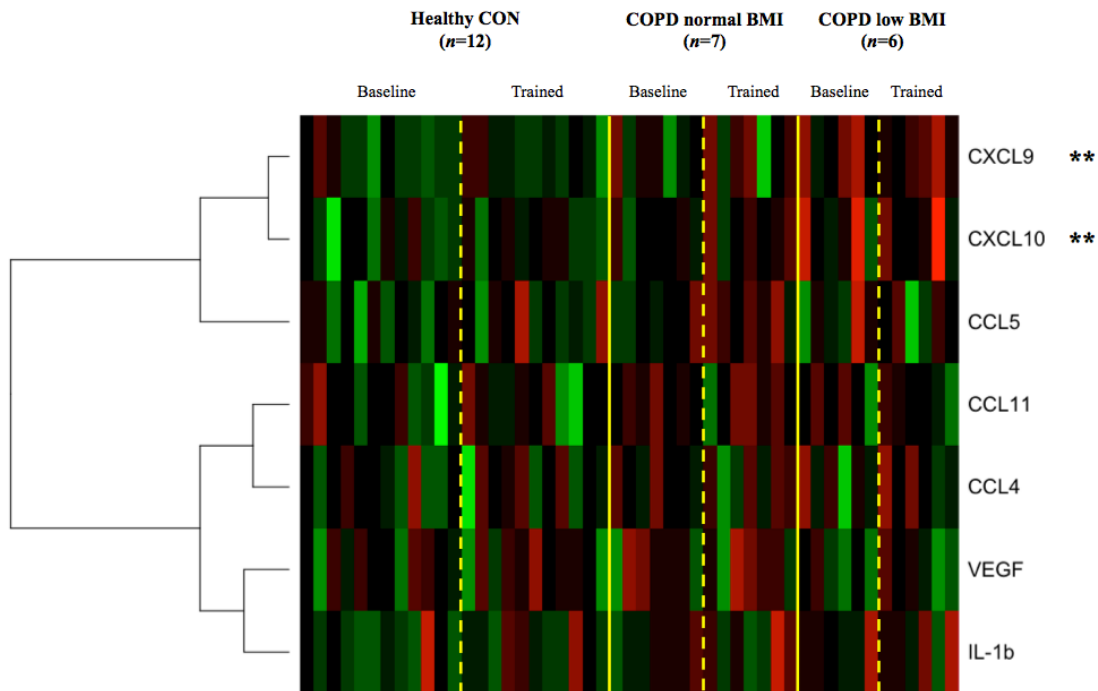 Healthy CON
(n=12)
COPD normal BMI
(n=7)
COPD low BMI
(n=6)
Baseline
Trained
Baseline
Trained
Baseline
Trained
CXCL9 **
CXCL10 **
CCL5
CCL11
CCL4
VEGF
IL-1b